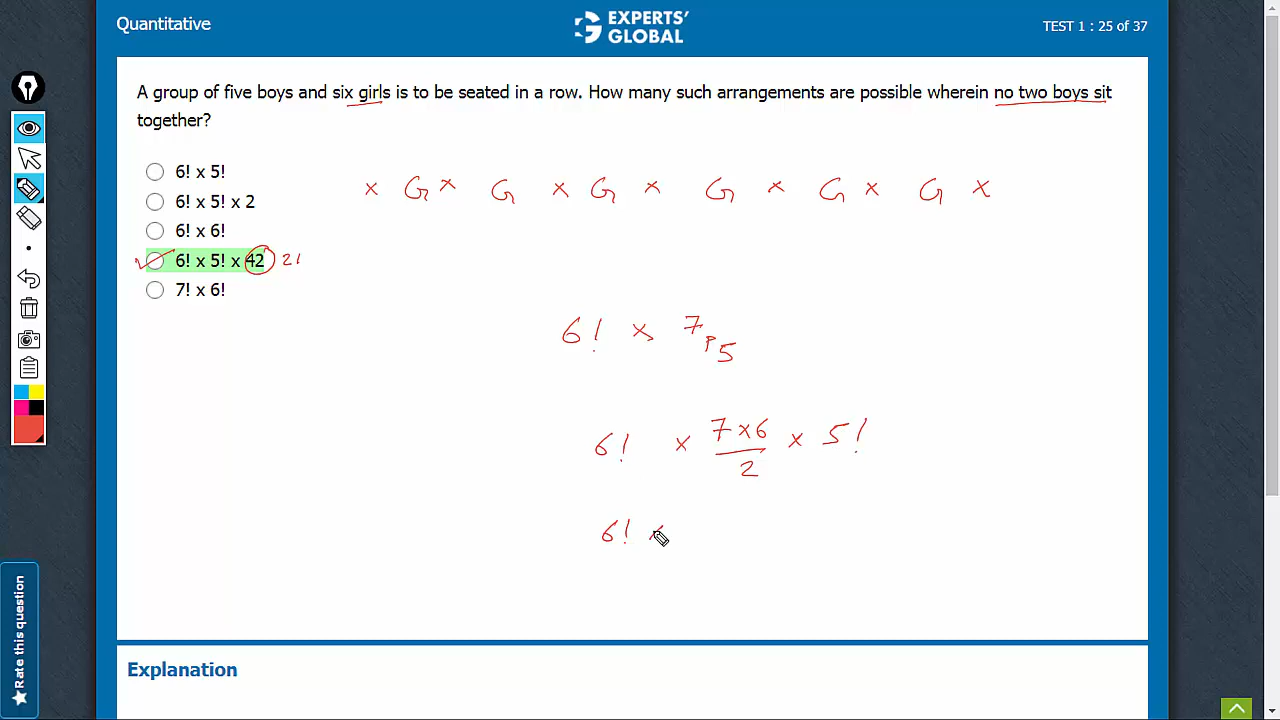 Quantitative
EXPERTS' GLOBAL
TEST 1 : 25 of 37
A group of five boys and six girls is to be seated in a row. How many such arrangements are possible wherein no two boys sit
together?
6! x 5!
6! x 5! x 2
6! x 6!
6! x 5! x 42 21
7! x 6!
x G x G x G x G x G x G x
6! x 7P5
6! x 7x6/2 x 5!
6! x
Rate this question
Explanation